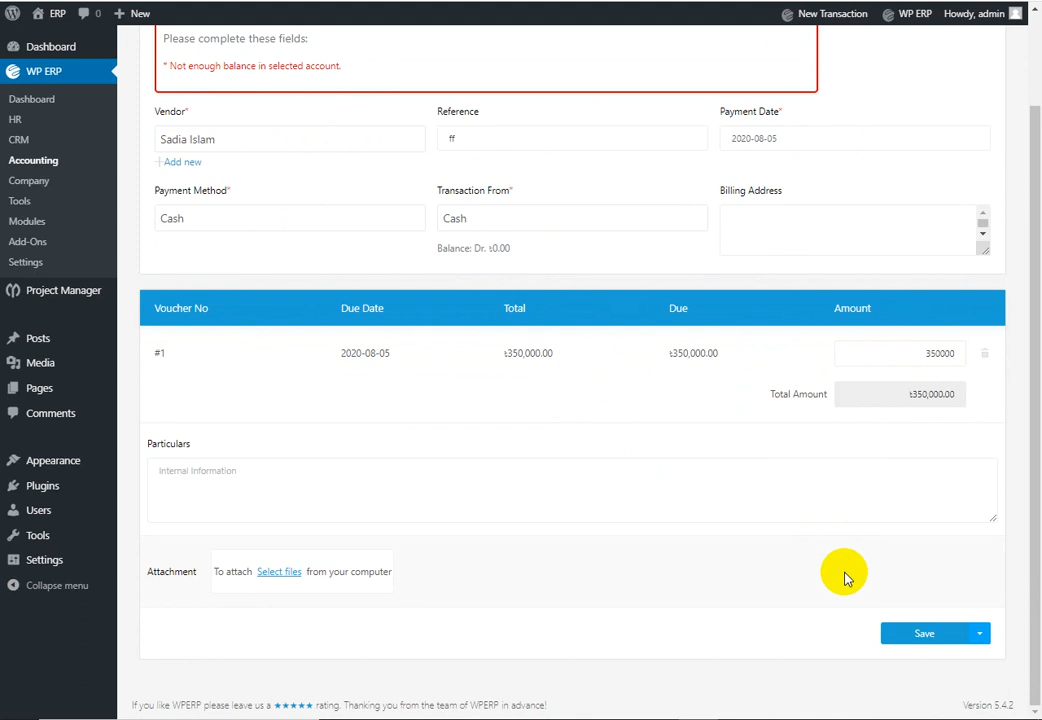 ERP 0 New New Transaction WP ERP Howdy, admin
Dashboard
WP ERP
Dashboard
HR
CRM
Accounting
Company
Tools
Modules
Add-Ons
Settings
Project Manager
Posts
Media
Pages
Comments
Appearance
Plugins
Users
Tools
Settings
Collapse menu
Please complete these fields:
* Not enough balance in selected account.
Vendor* Reference Payment Date*
Sadia Islam ff 2020-08-05
+Add new
Payment Method* Transaction From* Billing Address
Cash Cash
Balance: Dr. ৳0.00
Voucher No Due Date Total Due Amount
#1 2020-08-05 ৳350,000.00 ৳350,000.00 350000
Total Amount ৳350,000.00
Particulars
Internal Information
Attachment To attach Select files from your computer
Save
If you like WPERP please leave us a ★★★★★ rating. Thanking you from the team of WPERP in advance! Version 5.4.2